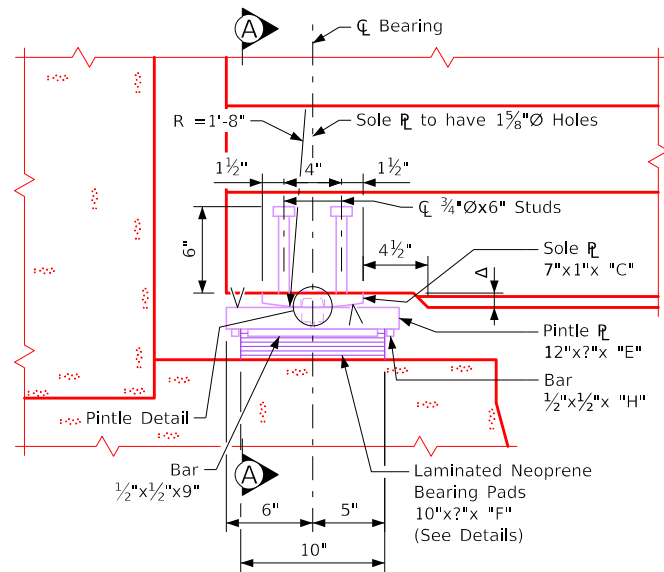 A
℄ Bearing
R =1'-8"
Sole ℙ to have 1⅝"Ø Holes
1½"
4"
1½"
℄ ¾"Øx6" Studs
6"
4½"
Sole ℙ
7"x1"x "C"
Δ
Pintle ℙ
12"x?"x "E"
Bar
½"x½"x "H"
Pintle Detail
Bar
½"x½"x9"
A
Laminated Neoprene
Bearing Pads
10"x?"x "F"
(See Details)
6"
5"
10"